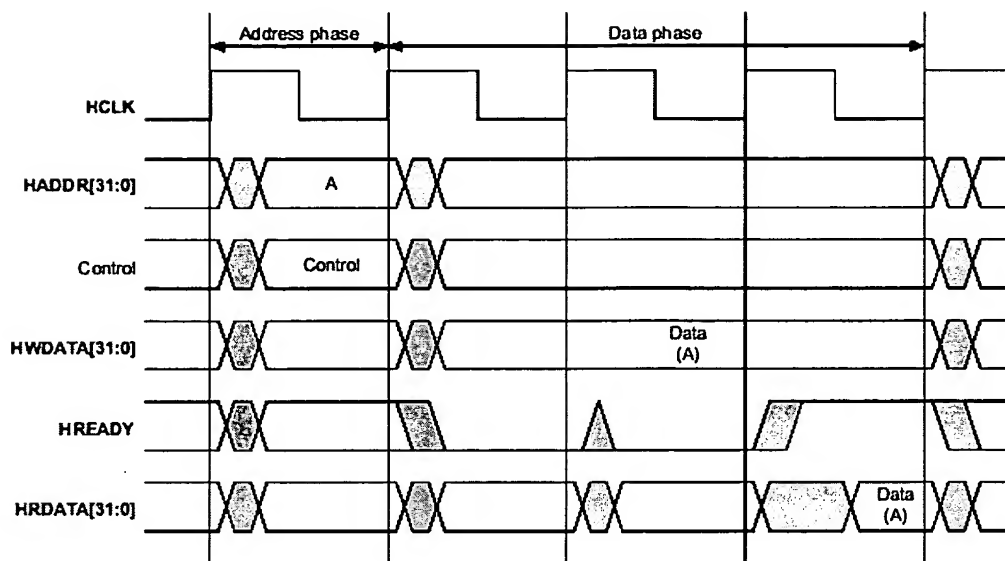 Address phase
Data phase
HCLK
HADDR[31:0]
A
Control
Control
HWDATA[31:0]
Data
(A)
HREADY
HRDATA[31:0]
Data
(A)